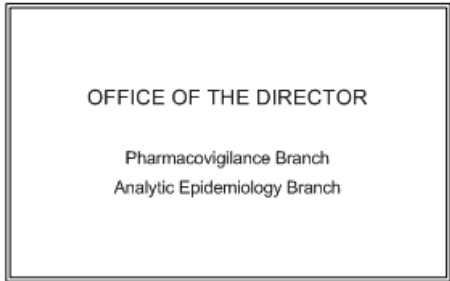 OFFICE OF THE DIRECTOR
Pharmacovigilance Branch
Analytic Epidemiology Branch